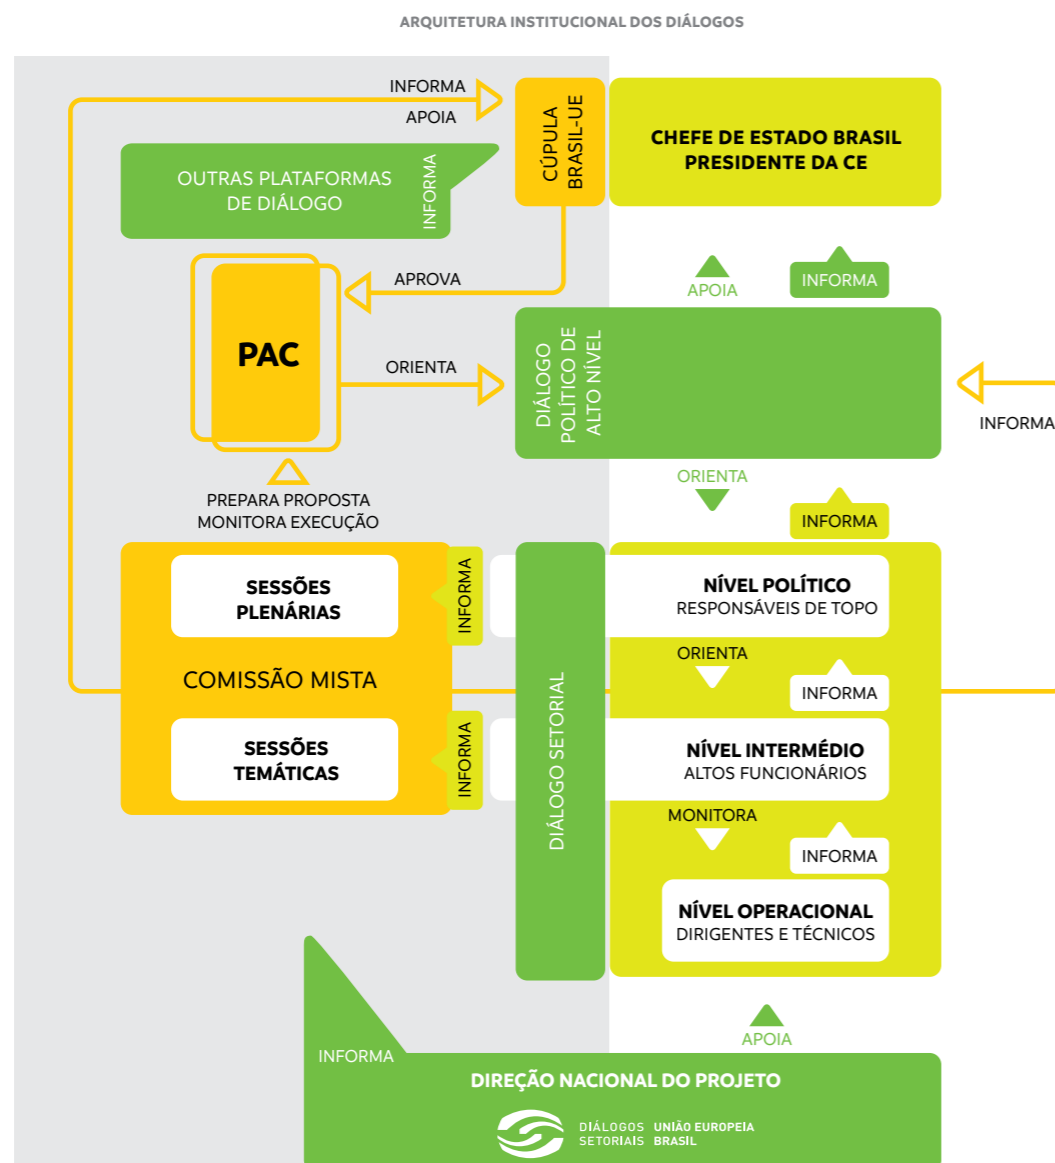 ARQUITETURA INSTITUCIONAL DOS DIÁLOGOS
INFORMA
APOIA
CÚPULA
BRASIL-UE
CHEFE DE ESTADO BRASIL
PRESIDENTE DA CE
OUTRAS PLATAFORMAS
DE DIÁLOGO
INFORMA
APROVA
APOIA
INFORMA
PAC
ORIENTA
DIÁLOGO
POLÍTICO DE
ALTO NÍVEL
INFORMA
PREPARA PROPOSTA
MONITORA EXECUÇÃO
ORIENTA
INFORMA
SESSÕES
PLENÁRIAS
INFORMA
NÍVEL POLÍTICO
RESPONSÁVEIS DE TOPO
COMISSÃO MISTA
ORIENTA
INFORMA
SESSÕES
TEMÁTICAS
INFORMA
DIÁLOGO SETORIAL
NÍVEL INTERMÉDIO
ALTOS FUNCIONÁRIOS
MONITORA
INFORMA
NÍVEL OPERACIONAL
DIRIGENTES E TÉCNICOS
INFORMA
APOIA
DIREÇÃO NACIONAL DO PROJETO
DIÁLOGOS UNIÃO EUROPEIA
SETORIAIS BRASIL